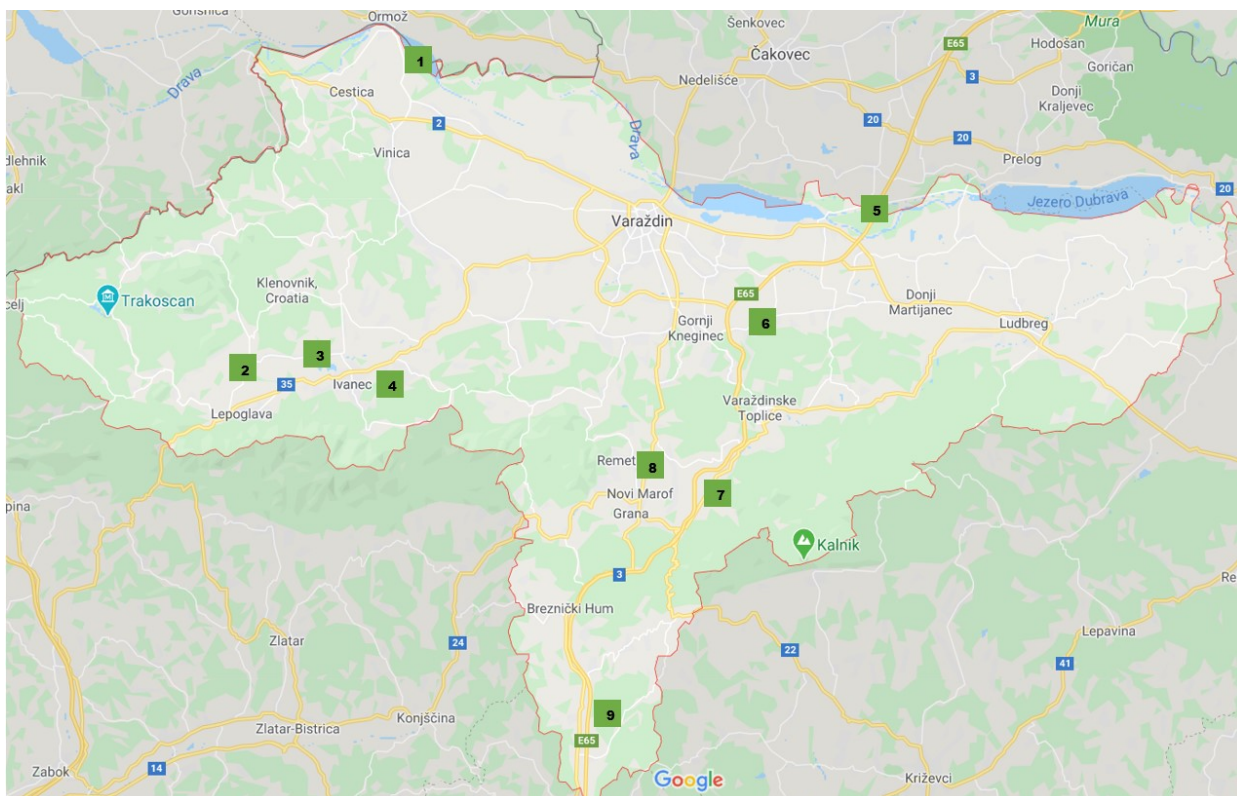 Gorišnica
Ormož
Šenkovec
Mura
1
Čakovec
E65
Hodošan
Drava
Nedelišće
3
Goričan
Cestica
Donji
Kraljevec
2
20
Drava
20
Vinica
Prelog
dlehnik
akl
20
5
Jezero Dubrava
Varaždin
Klenovnik,
Croatia
celj
Trakoscan
E65
Donji
Martijanec
6
Gornji
Kneginec
Ludbreg
3
2
35
Ivanec
4
Varaždinske
Toplice
Lepoglava
Remet
8
Novi Marof
7
pina
Grana
Kalnik
3
Re
Breznički Hum
Zlatar
24
22
Lepavina
41
9
Konjščina
Zlatar-Bistrica
E65
Zabok
14
Google
Križevci